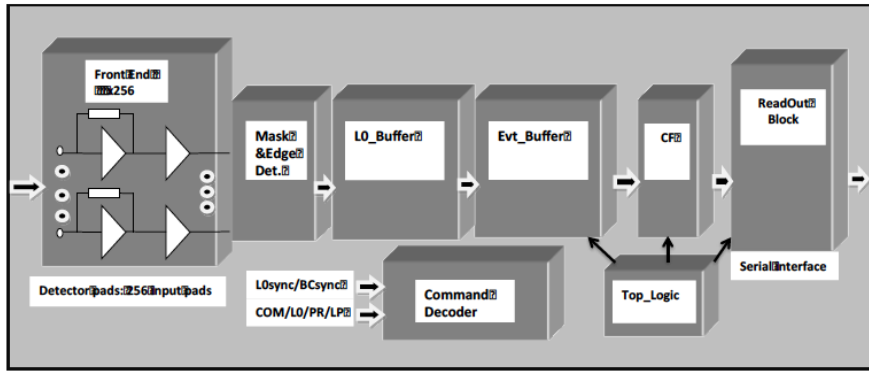 Front End
x256
Mask
&Edge
Det.
L0_Buffer
Evt_Buffer
CF
ReadOut
Block
Detector pads: 256 input pads
L0sync/BCsync
COM/L0/PR/LP
Command
Decoder
Top_Logic
Serial Interface